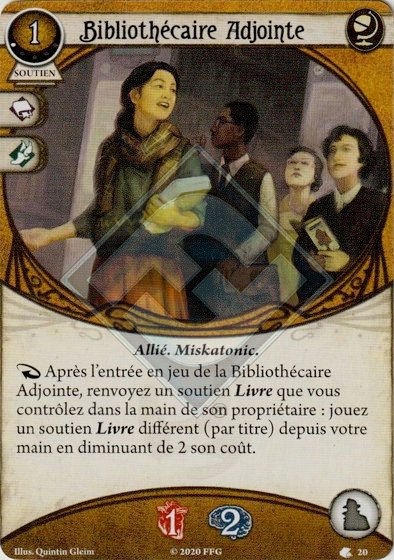 1
Bibliothécaire Adjointe
SOUTIEN
Allié. Miskatonic.
Après l'entrée en jeu de la Bibliothécaire
Adjointe, renvoyez un soutien Livre que vous
contrôlez dans la main de son propriétaire : jouez
un soutien Livre différent (par titre) depuis votre
main en diminuant de 2 son coût.
1
2
Illus. Quintin Gleim
© 2020 FFG
20